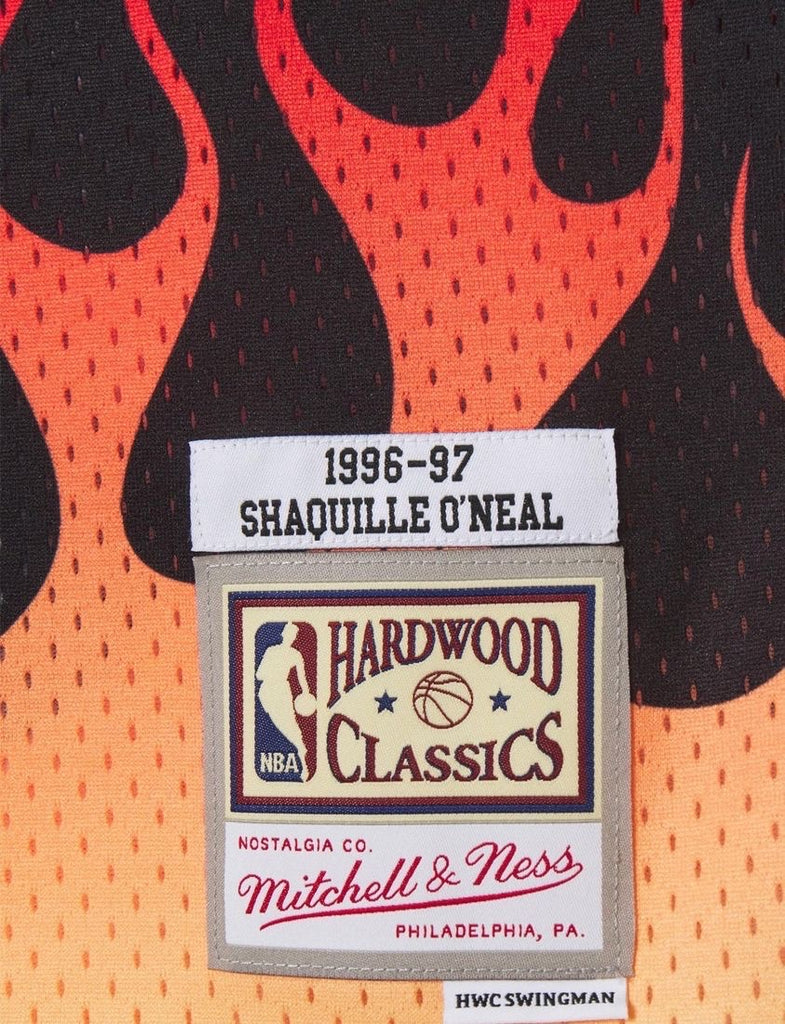 1996-97
SHAQUILLE O'NEAL
HARDWOOD
CLASSICS
NBA
NOSTALGIA CO.
Mitchell & Ness
PHILADELPHIA, PA.
HWC SWINGMAN